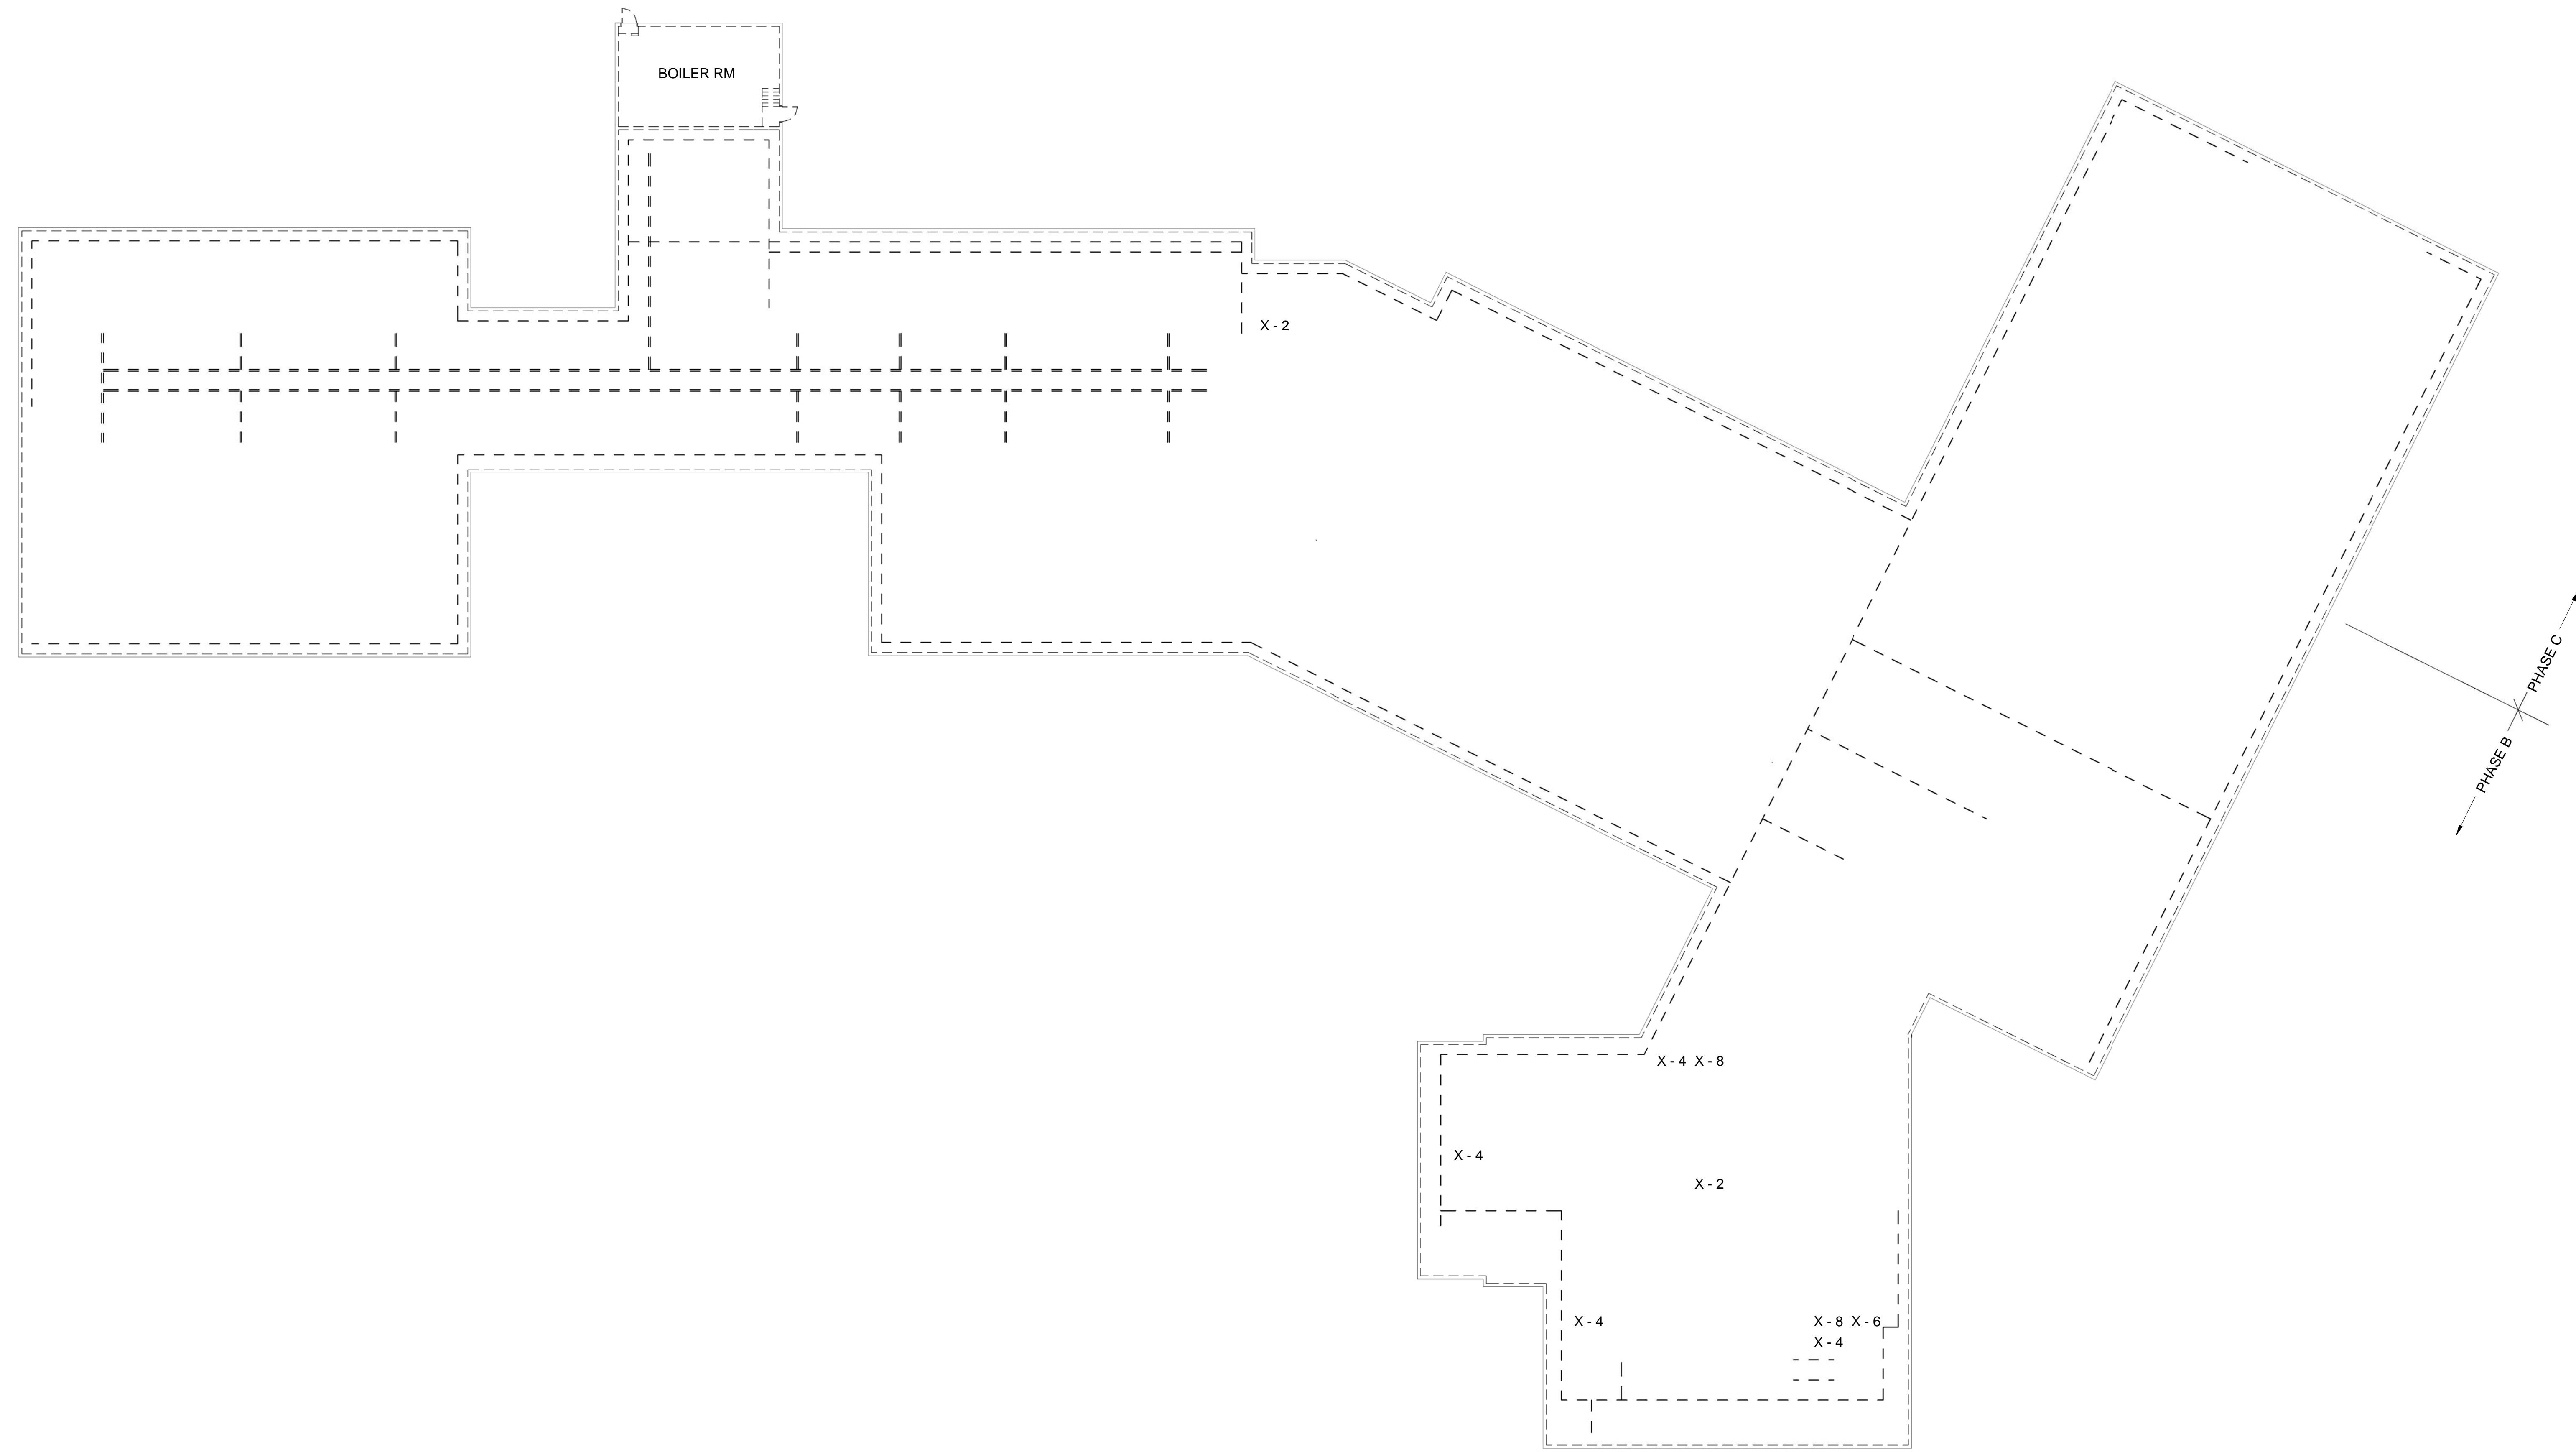 BOILER RM
X - 2
PHASE C
PHASE B
X - 4 X - 8
X - 4
X - 2
X - 4
X - 8 X - 6
X - 4